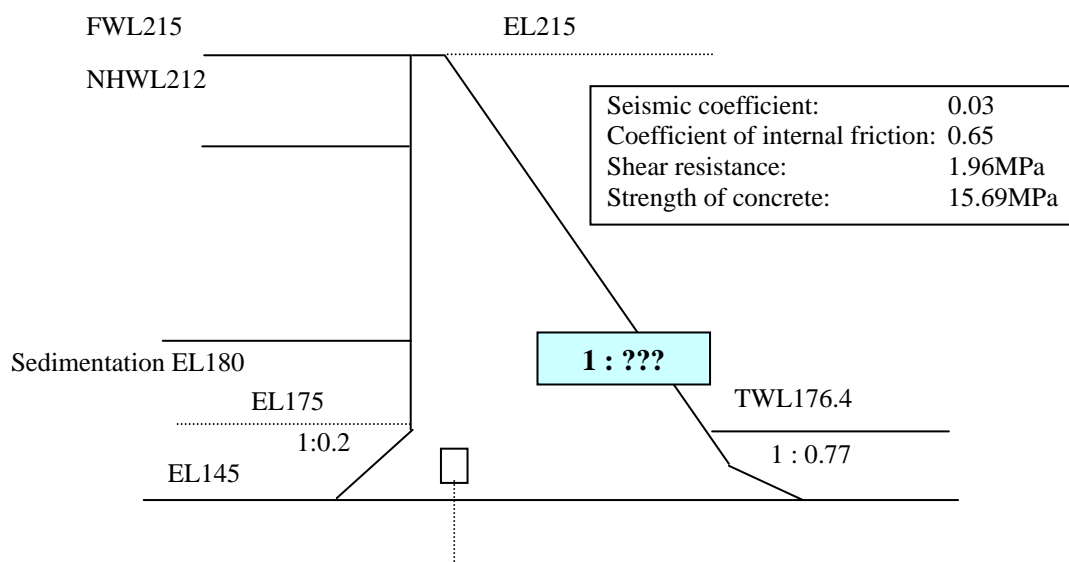 FWL215
EL215
NHWL212
Seismic coefficient: 0.03
Coefficient of internal friction: 0.65
Shear resistance: 1.96MPa
Strength of concrete: 15.69MPa
1 : ???
Sedimentation EL180
EL175
TWL176.4
1:0.2
1 : 0.77
EL145